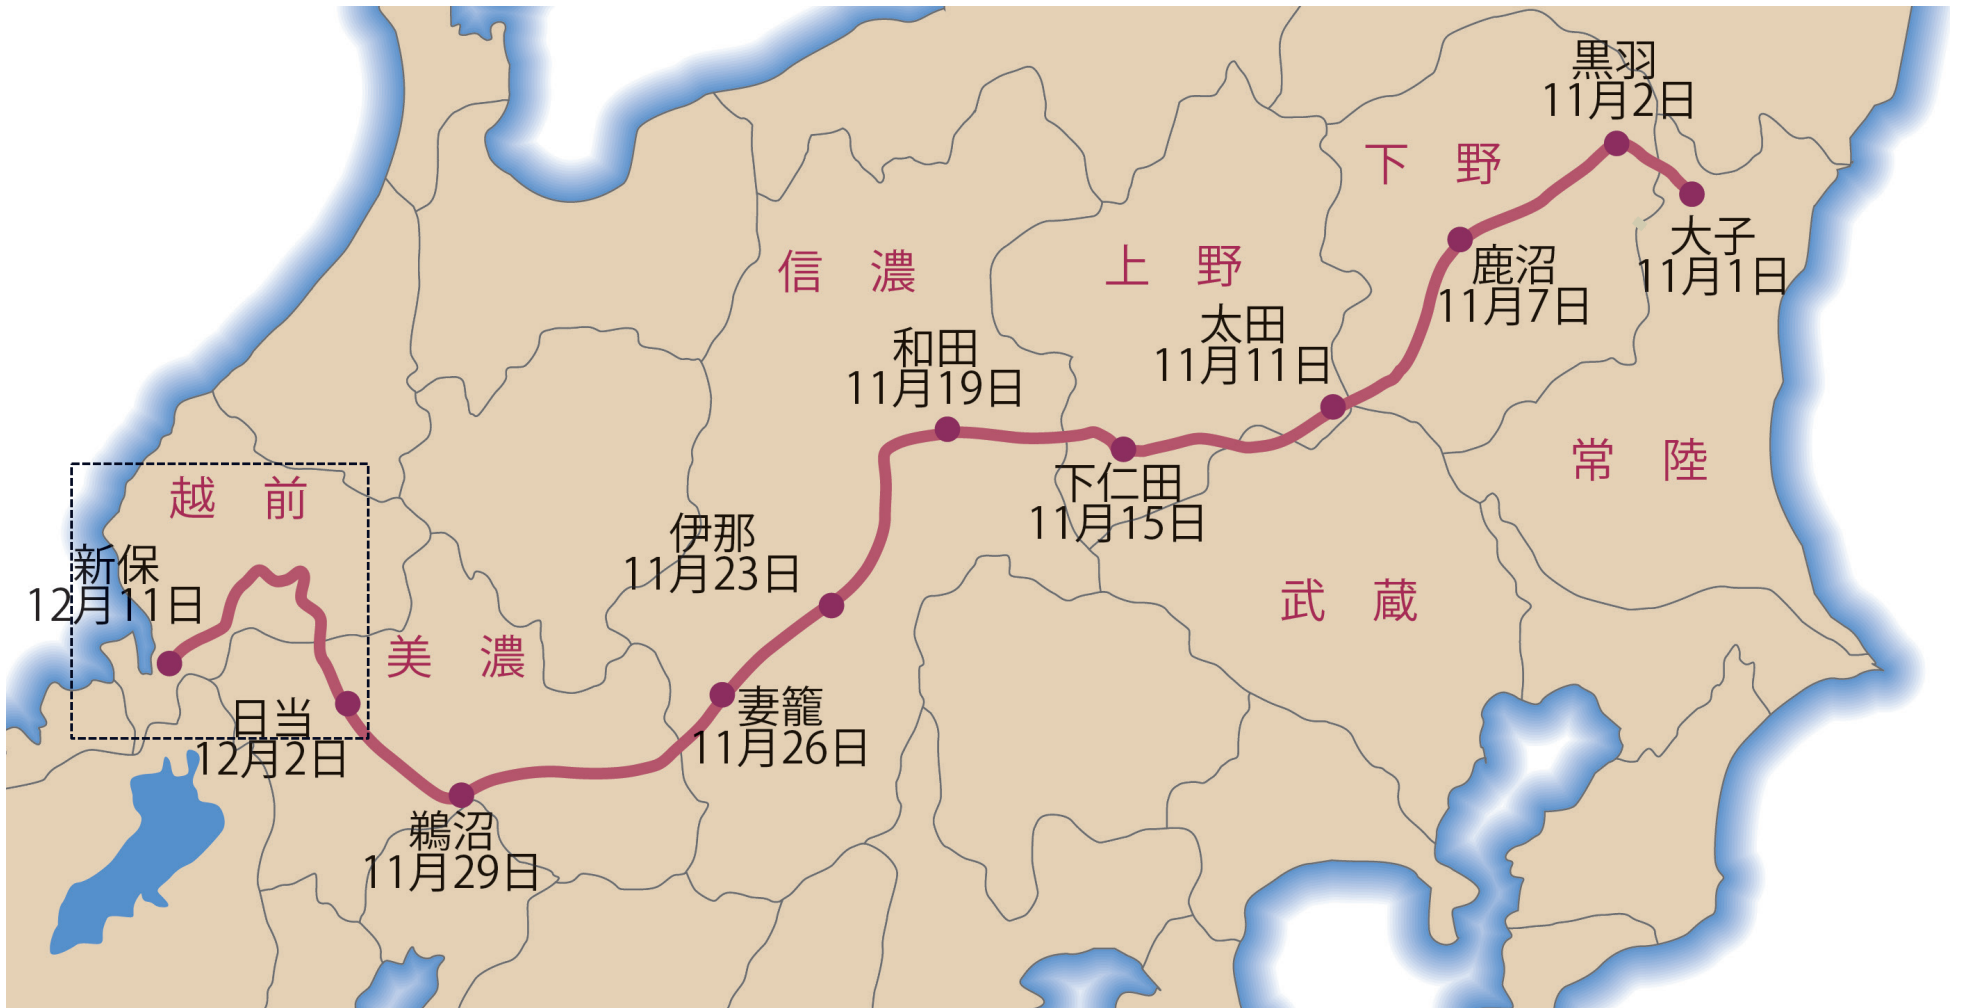 黒羽
11月2日
下野
大子
11月1日
鹿沼
11月7日
信濃
上野
太田
11月11日
和田
11月19日
常陸
下仁田
11月15日
越前
伊那
11月23日
新保
12月11日
武蔵
美濃
妻籠
11月26日
日当
12月2日
鵜沼
11月29日